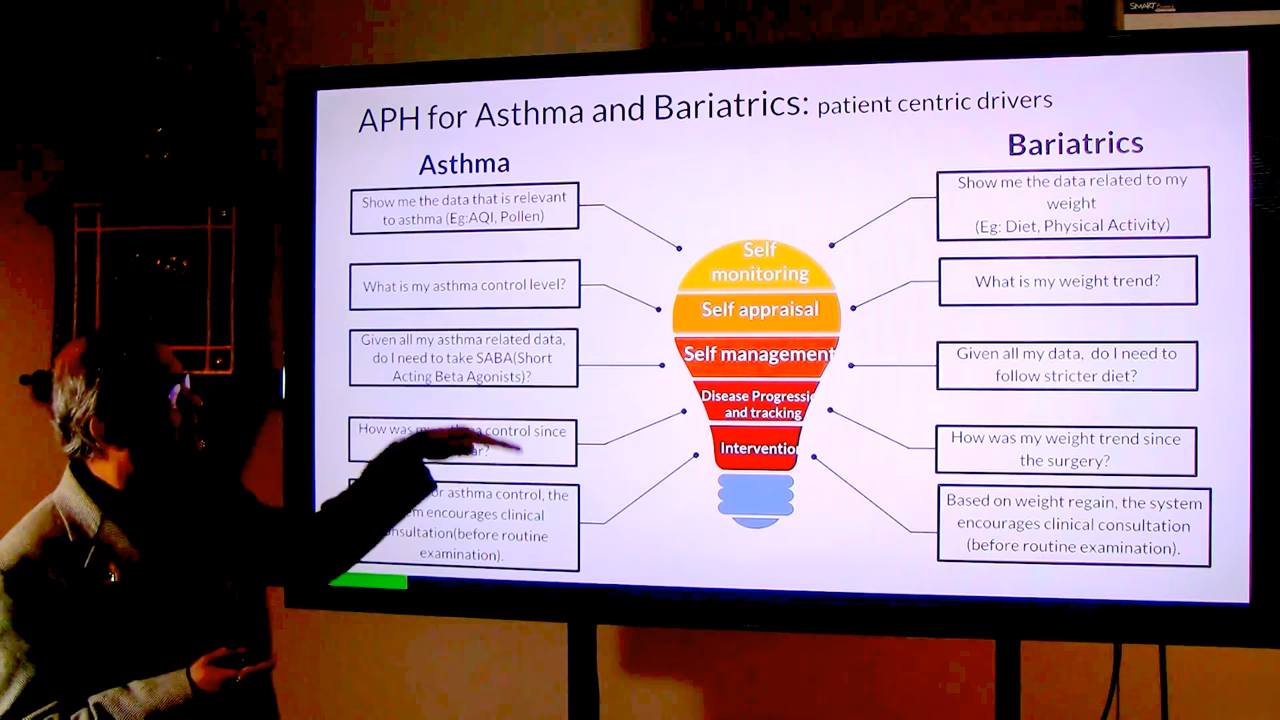 SMART
APH for Asthma and Bariatrics: patient centric drivers
Asthma
Show me the data that is relevant
to asthma (Eg:AQI, Pollen)
What is my asthma control level?
Given all my asthma related data,
do I need to take SABA(Short
Acting Beta Agonists)?
How was my asthma control since
or asthma control, the
encourages clinical
(before routine
examination).
Self
monitoring
Self appraisal
Self management
Disease Progressio
and tracking
Intervention
Bariatrics
Show me the data related to my
weight
(Eg: Diet, Physical Activity)
What is my weight trend?
Given all my data, do I need to
follow stricter diet?
How was my weight trend since
the surgery?
Based on weight regain, the system
encourages clinical consultation
(before routine examination).